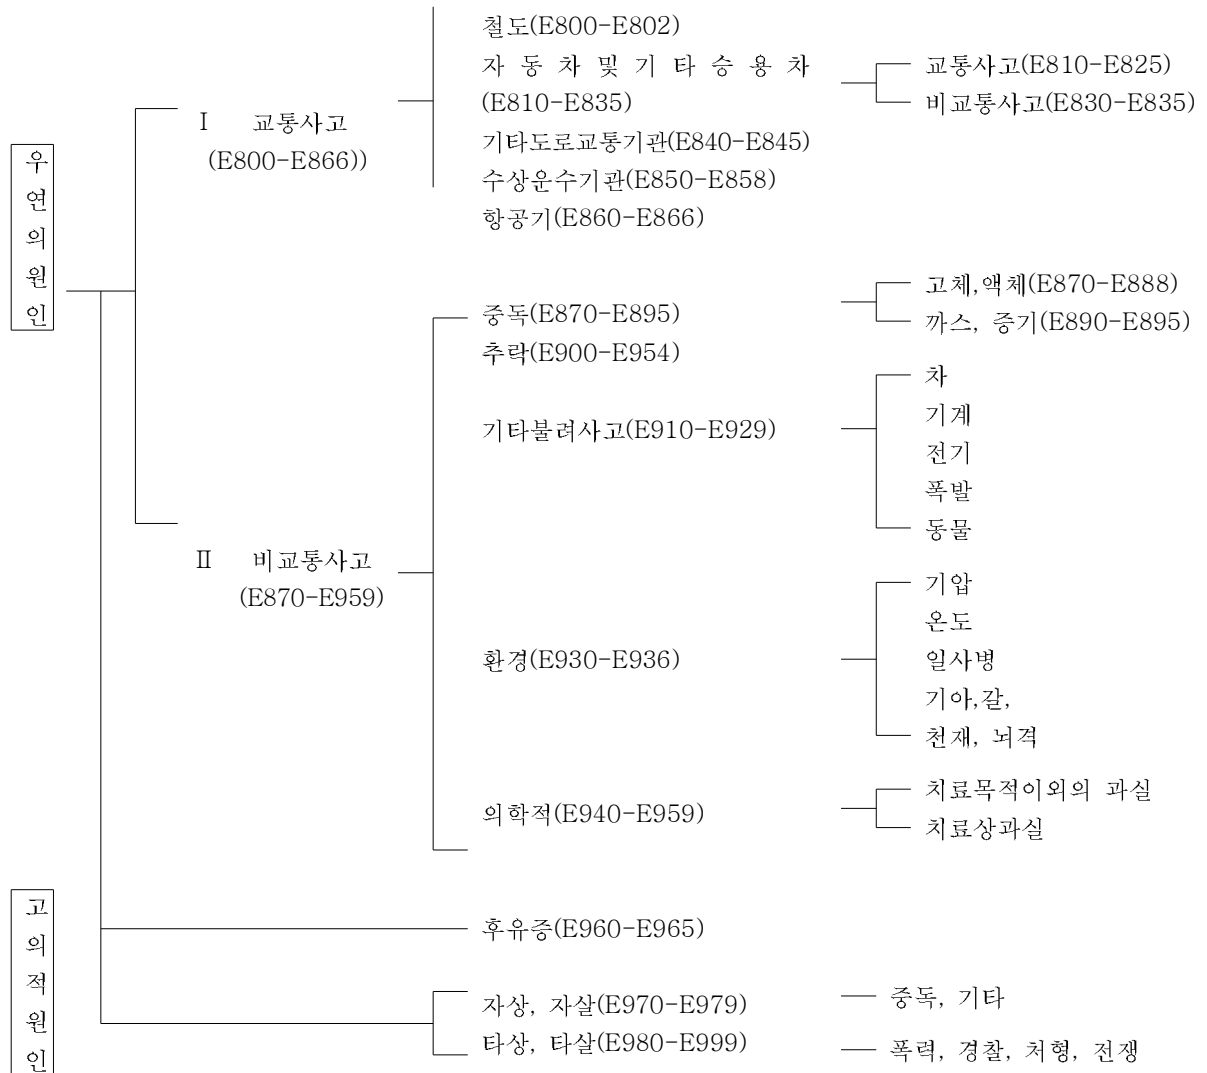 철도(E800-E802)
자 동 차 및 기 타 승 용 차
(E810-E835)
교통사고(E810-E825)
비교통사고(E830-E835)
Ⅰ 교통사고
(E800-E866))
기타도로교통기관(E840-E845)
수상운수기관(E850-E858)
항공기(E860-E866)
우연의원인
중독(E870-E895)
고체,액체(E870-E888)
까스, 증기(E890-E895)
추락(E900-E954)
기타불려사고(E910-E929)
차
기계
전기
폭발
동물
Ⅱ 비교통사고
(E870-E959)
환경(E930-E936)
기압
온도
일사병
기아,갈,
천재, 뇌격
의학적(E940-E959)
치료목적이외의 과실
치료상과실
고의적원인
후유증(E960-E965)
자상, 자살(E970-E979)
중독, 기타
타상, 타살(E980-E999)
폭력, 경찰, 처형, 전쟁